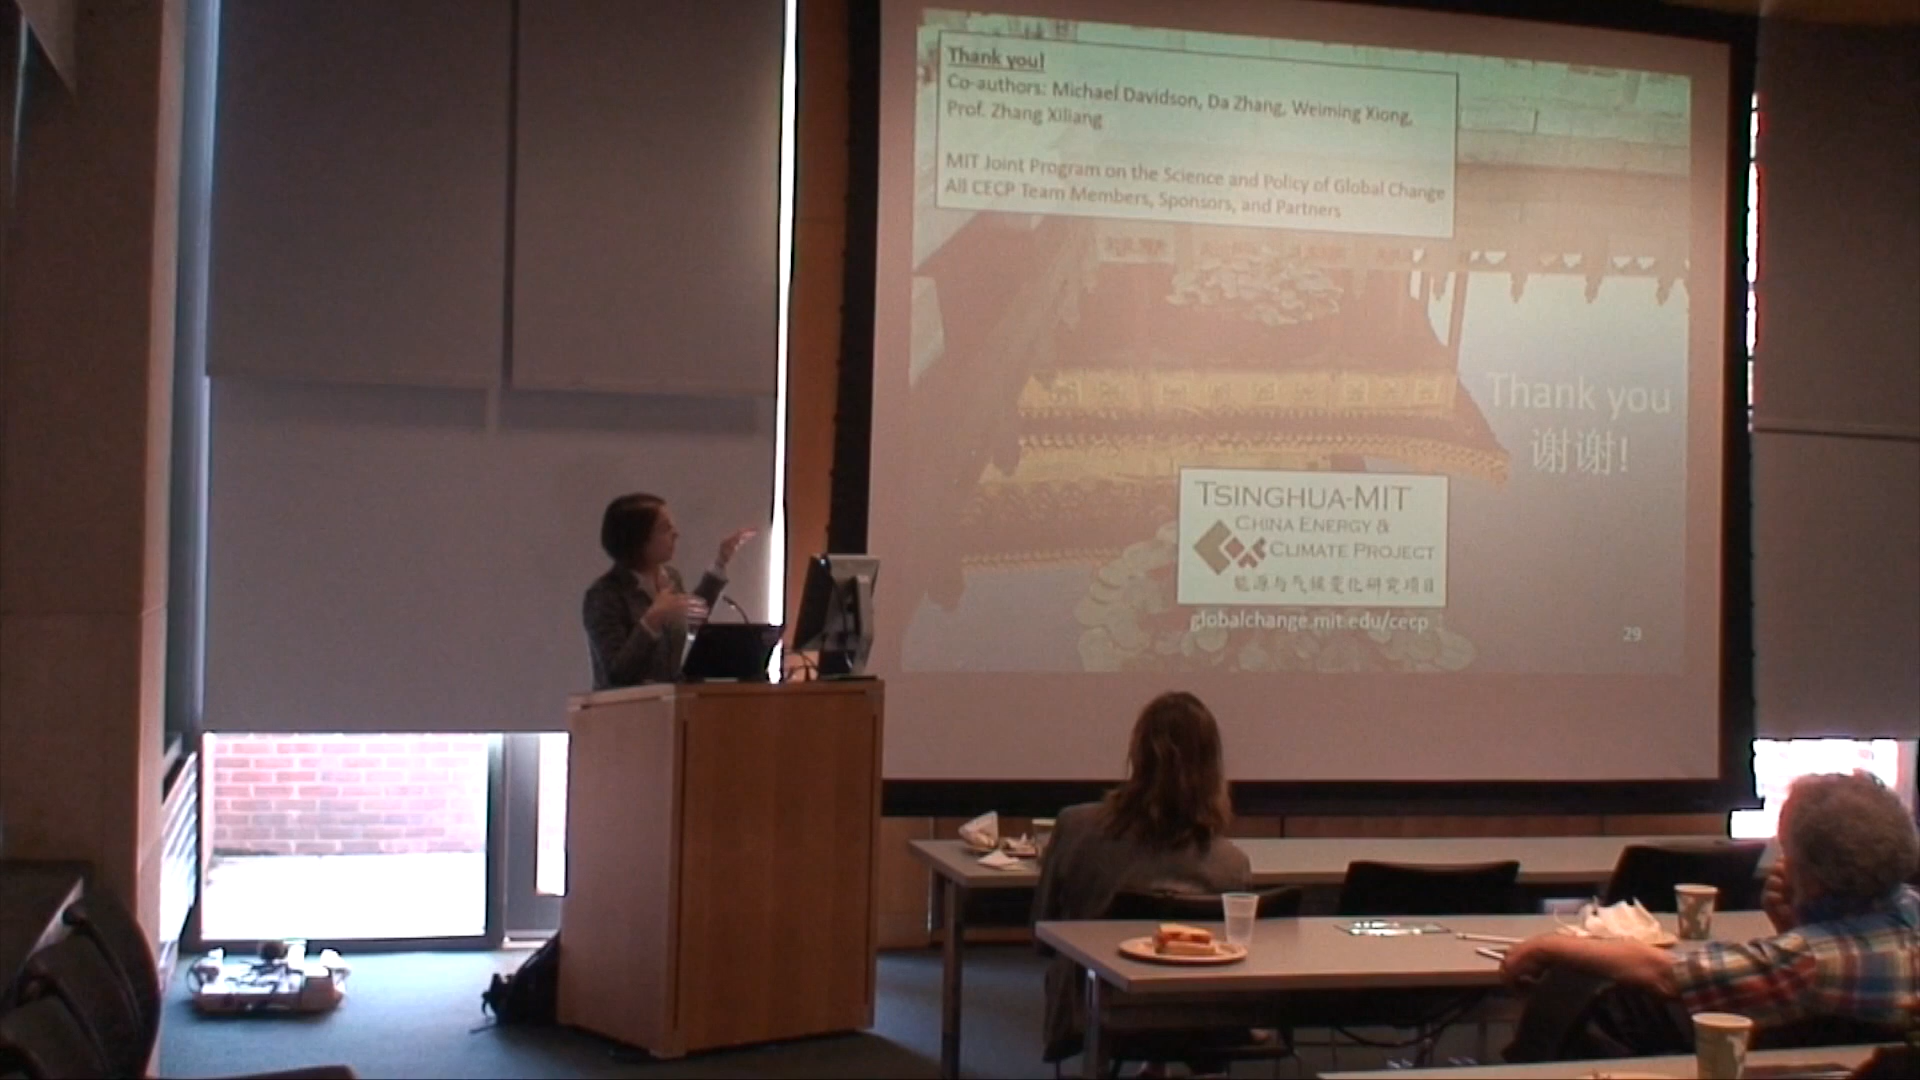 Thank you!
Co-authors: Michael Davidson, Da Zhang, Weiming Xiong,
Prof. Zhang Xiliang
MIT Joint Program on the Science and Policy of Global Change
All CECP Team Members, Sponsors, and Partners
Thank you
谢谢!
TSINGHUA-MIT
CHINA ENERGY &
CLIMATE PROJECT
能源与气候变化研究项目
globalchange.mit.edu/cecp
29